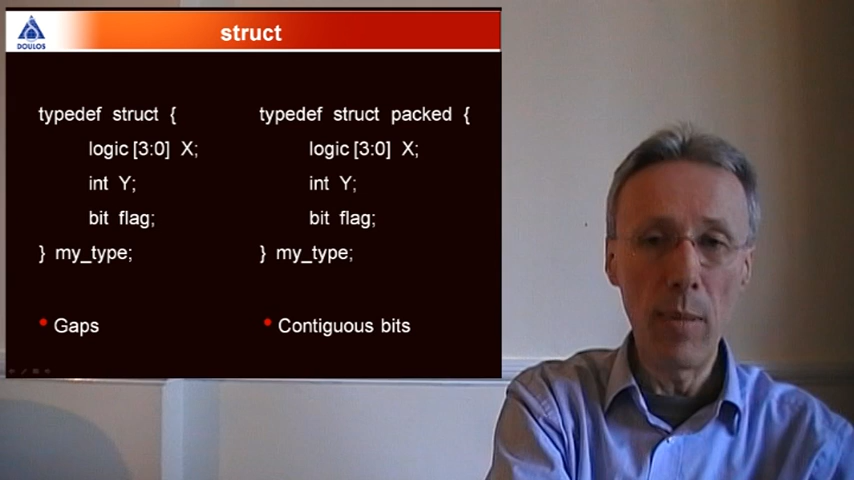 DOULOS
struct
typedef struct {
logic [3:0] X;
int Y;
bit flag;
} my_type;
• Gaps
typedef struct packed {
logic [3:0] X;
int Y;
bit flag;
} my_type;
• Contiguous bits